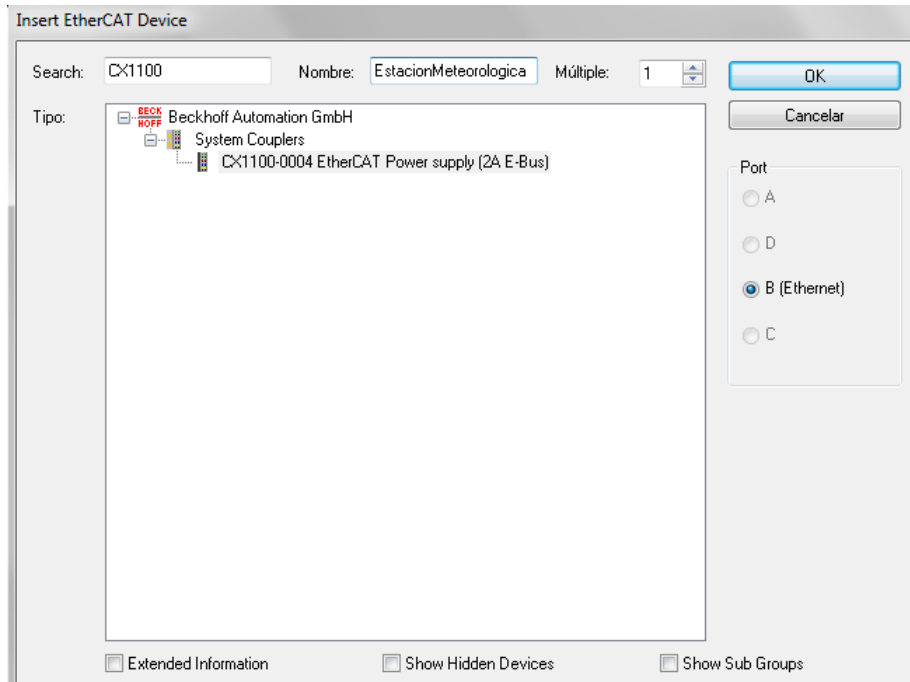 Insert EtherCAT Device
Search: CX1100 Nombre: EstacionMeteorologica Múltiple: 1 OK
Tipo: BECKHOFF Beckhoff Automation GmbH Cancelar
System Couplers
CX1100-0004 EtherCAT Power supply (2A E-Bus)
Port
A
D
B (Ethernet)
C
Extended Information Show Hidden Devices Show Sub Groups